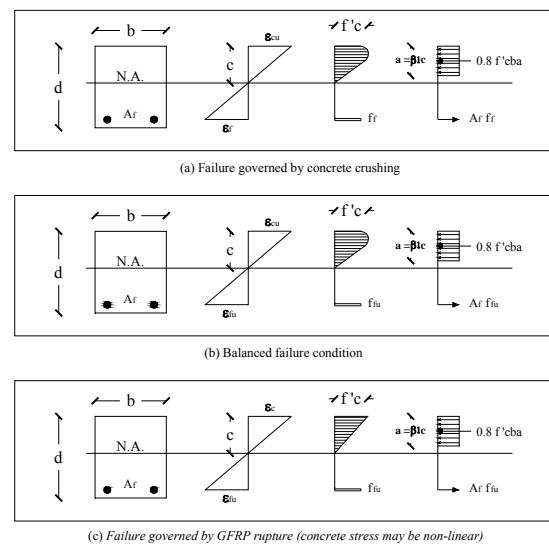 b
d
N.A.
Af
εcu
c
εf
f 'c
ff
a = β1c
0.8 f 'cba
Af ff
(a) Failure governed by concrete crushing
b
d
N.A.
Af
εcu
c
εfu
f 'c
ffu
a = β1c
0.8 f 'cba
Af ffu
(b) Balanced failure condition
b
d
N.A.
Af
εc
c
εfu
f 'c
ffu
a = β1c
0.8 f 'cba
Af ffu
(c) Failure governed by GFRP rupture (concrete stress may be non-linear)